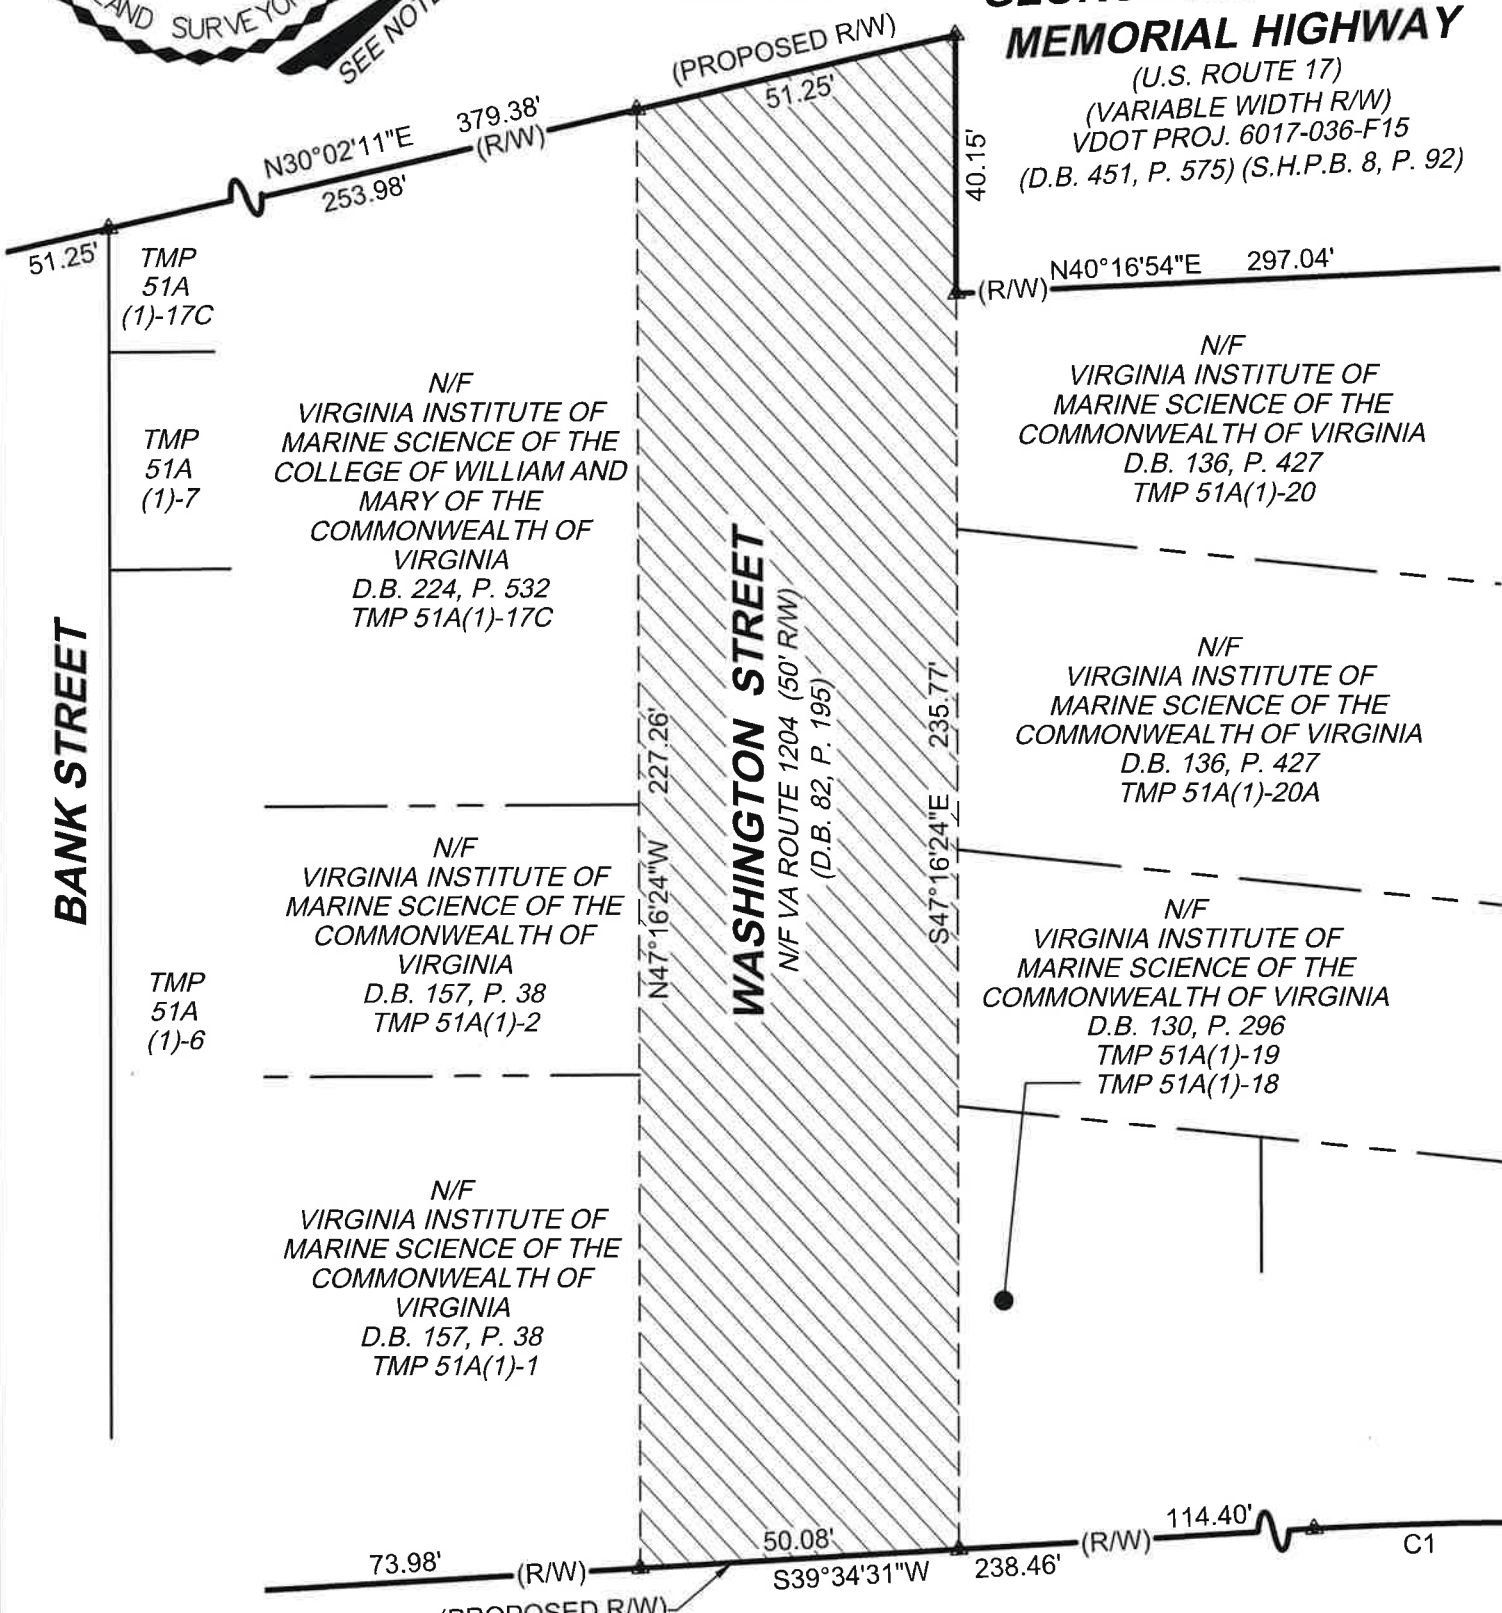 LAND SURVEYOR
SEE NOTE
MEMORIAL HIGHWAY
(U.S. ROUTE 17)
(VARIABLE WIDTH R/W)
VDOT PROJ. 6017-036-F15
(D.B. 451, P. 575) (S.H.P.B. 8, P. 92)
(PROPOSED R/W)
51.25'
379.38'
N30°02'11"E
(R/W)
253.98'
51.25'
40.15'
N40°16'54"E 297.04'
(R/W)
TMP
51A
(1)-17C
TMP
51A
(1)-7
TMP
51A
(1)-6
BANK STREET
N/F
VIRGINIA INSTITUTE OF
MARINE SCIENCE OF THE
COLLEGE OF WILLIAM AND
MARY OF THE
COMMONWEALTH OF
VIRGINIA
D.B. 224, P. 532
TMP 51A(1)-17C
N/F
VIRGINIA INSTITUTE OF
MARINE SCIENCE OF THE
COMMONWEALTH OF
VIRGINIA
D.B. 157, P. 38
TMP 51A(1)-2
N/F
VIRGINIA INSTITUTE OF
MARINE SCIENCE OF THE
COMMONWEALTH OF
VIRGINIA
D.B. 157, P. 38
TMP 51A(1)-1
N47°16'24"W 227.26'
WASHINGTON STREET
N/F VA ROUTE 1204 (50' R/W)
(D.B. 82, P. 195)
S47°16'24"E 235.77'
N/F
VIRGINIA INSTITUTE OF
MARINE SCIENCE OF THE
COMMONWEALTH OF VIRGINIA
D.B. 136, P. 427
TMP 51A(1)-20
N/F
VIRGINIA INSTITUTE OF
MARINE SCIENCE OF THE
COMMONWEALTH OF VIRGINIA
D.B. 136, P. 427
TMP 51A(1)-20A
N/F
VIRGINIA INSTITUTE OF
MARINE SCIENCE OF THE
COMMONWEALTH OF VIRGINIA
D.B. 130, P. 296
TMP 51A(1)-19
TMP 51A(1)-18
73.98'
(R/W)
50.08'
S39°34'31"W 238.46'
(R/W)
114.40'
C1
(PROPOSED R/W)